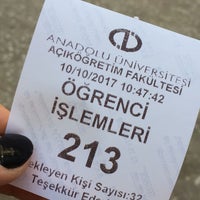 ANADOLU ÜNİVERSİTESİ
AÇIKÖĞRETİM FAKÜLTESİ
10/10/2017 10:47:42
ÖĞRENCİ
İŞLEMLERİ
213
ekleyen Kişi Sayısı:32
Teşekkür Ede